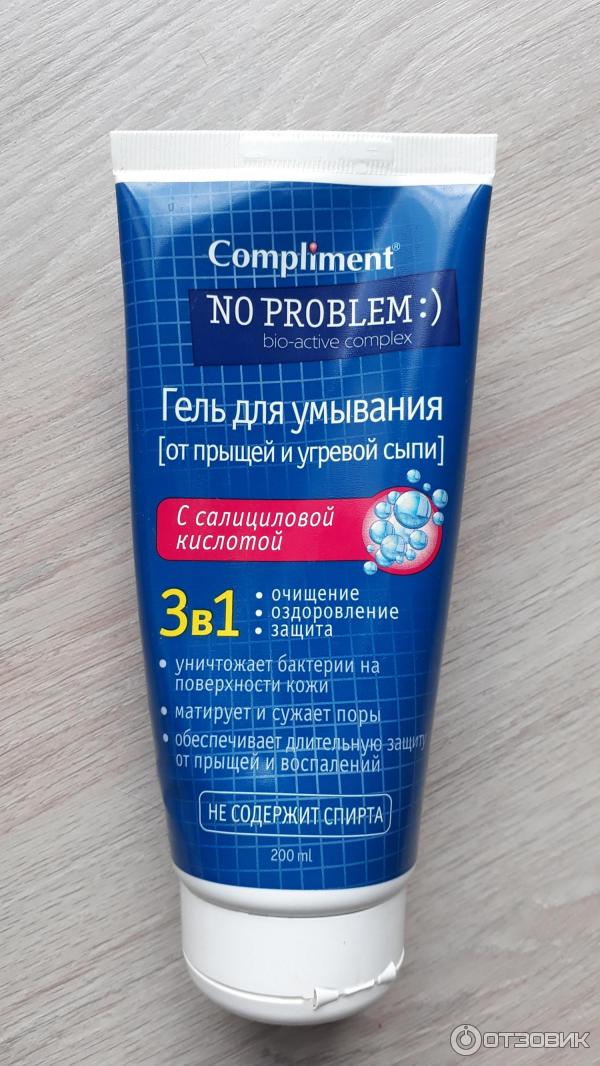 Compliment®
NO PROBLEM :)
bio-active complex
Гель для умывания
[от прыщей и угревой сыпи]
С салициловой
кислотой
3в1
• очищение
• оздоровление
• защита
• уничтожает бактерии на
поверхности кожи
• матирует и сужает поры
• обеспечивает длительную защиту
от прыщей и воспалений
НЕ СОДЕРЖИТ СПИРТА
200 ml
ОТЗОВИК